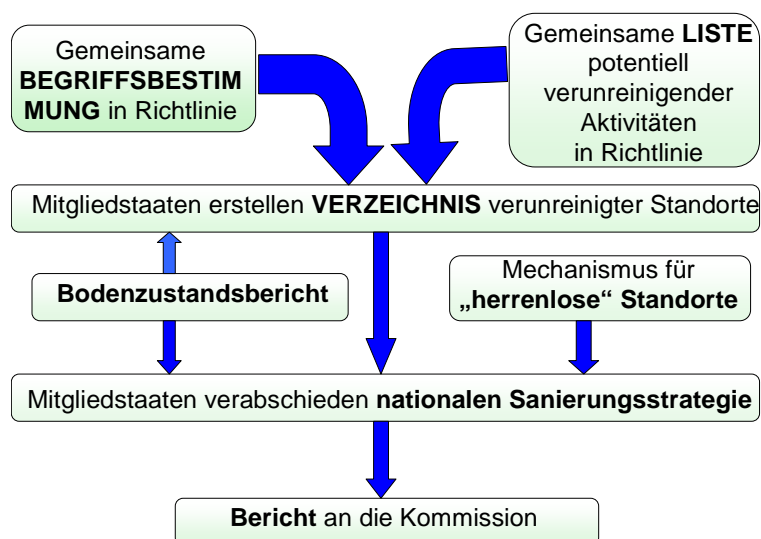 Gemeinsame
BEGRIFFSBESTIM
MUNG in Richtlinie
Gemeinsame LISTE
potentiell
verunreinigender
Aktivitäten
in Richtlinie
Mitgliedstaaten erstellen VERZEICHNIS verunreinigter Standorte
Bodenzustandsbericht
Mechanismus für
„herrenlose“ Standorte
Mitgliedstaaten verabschieden nationalen Sanierungsstrategie
Bericht an die Kommission